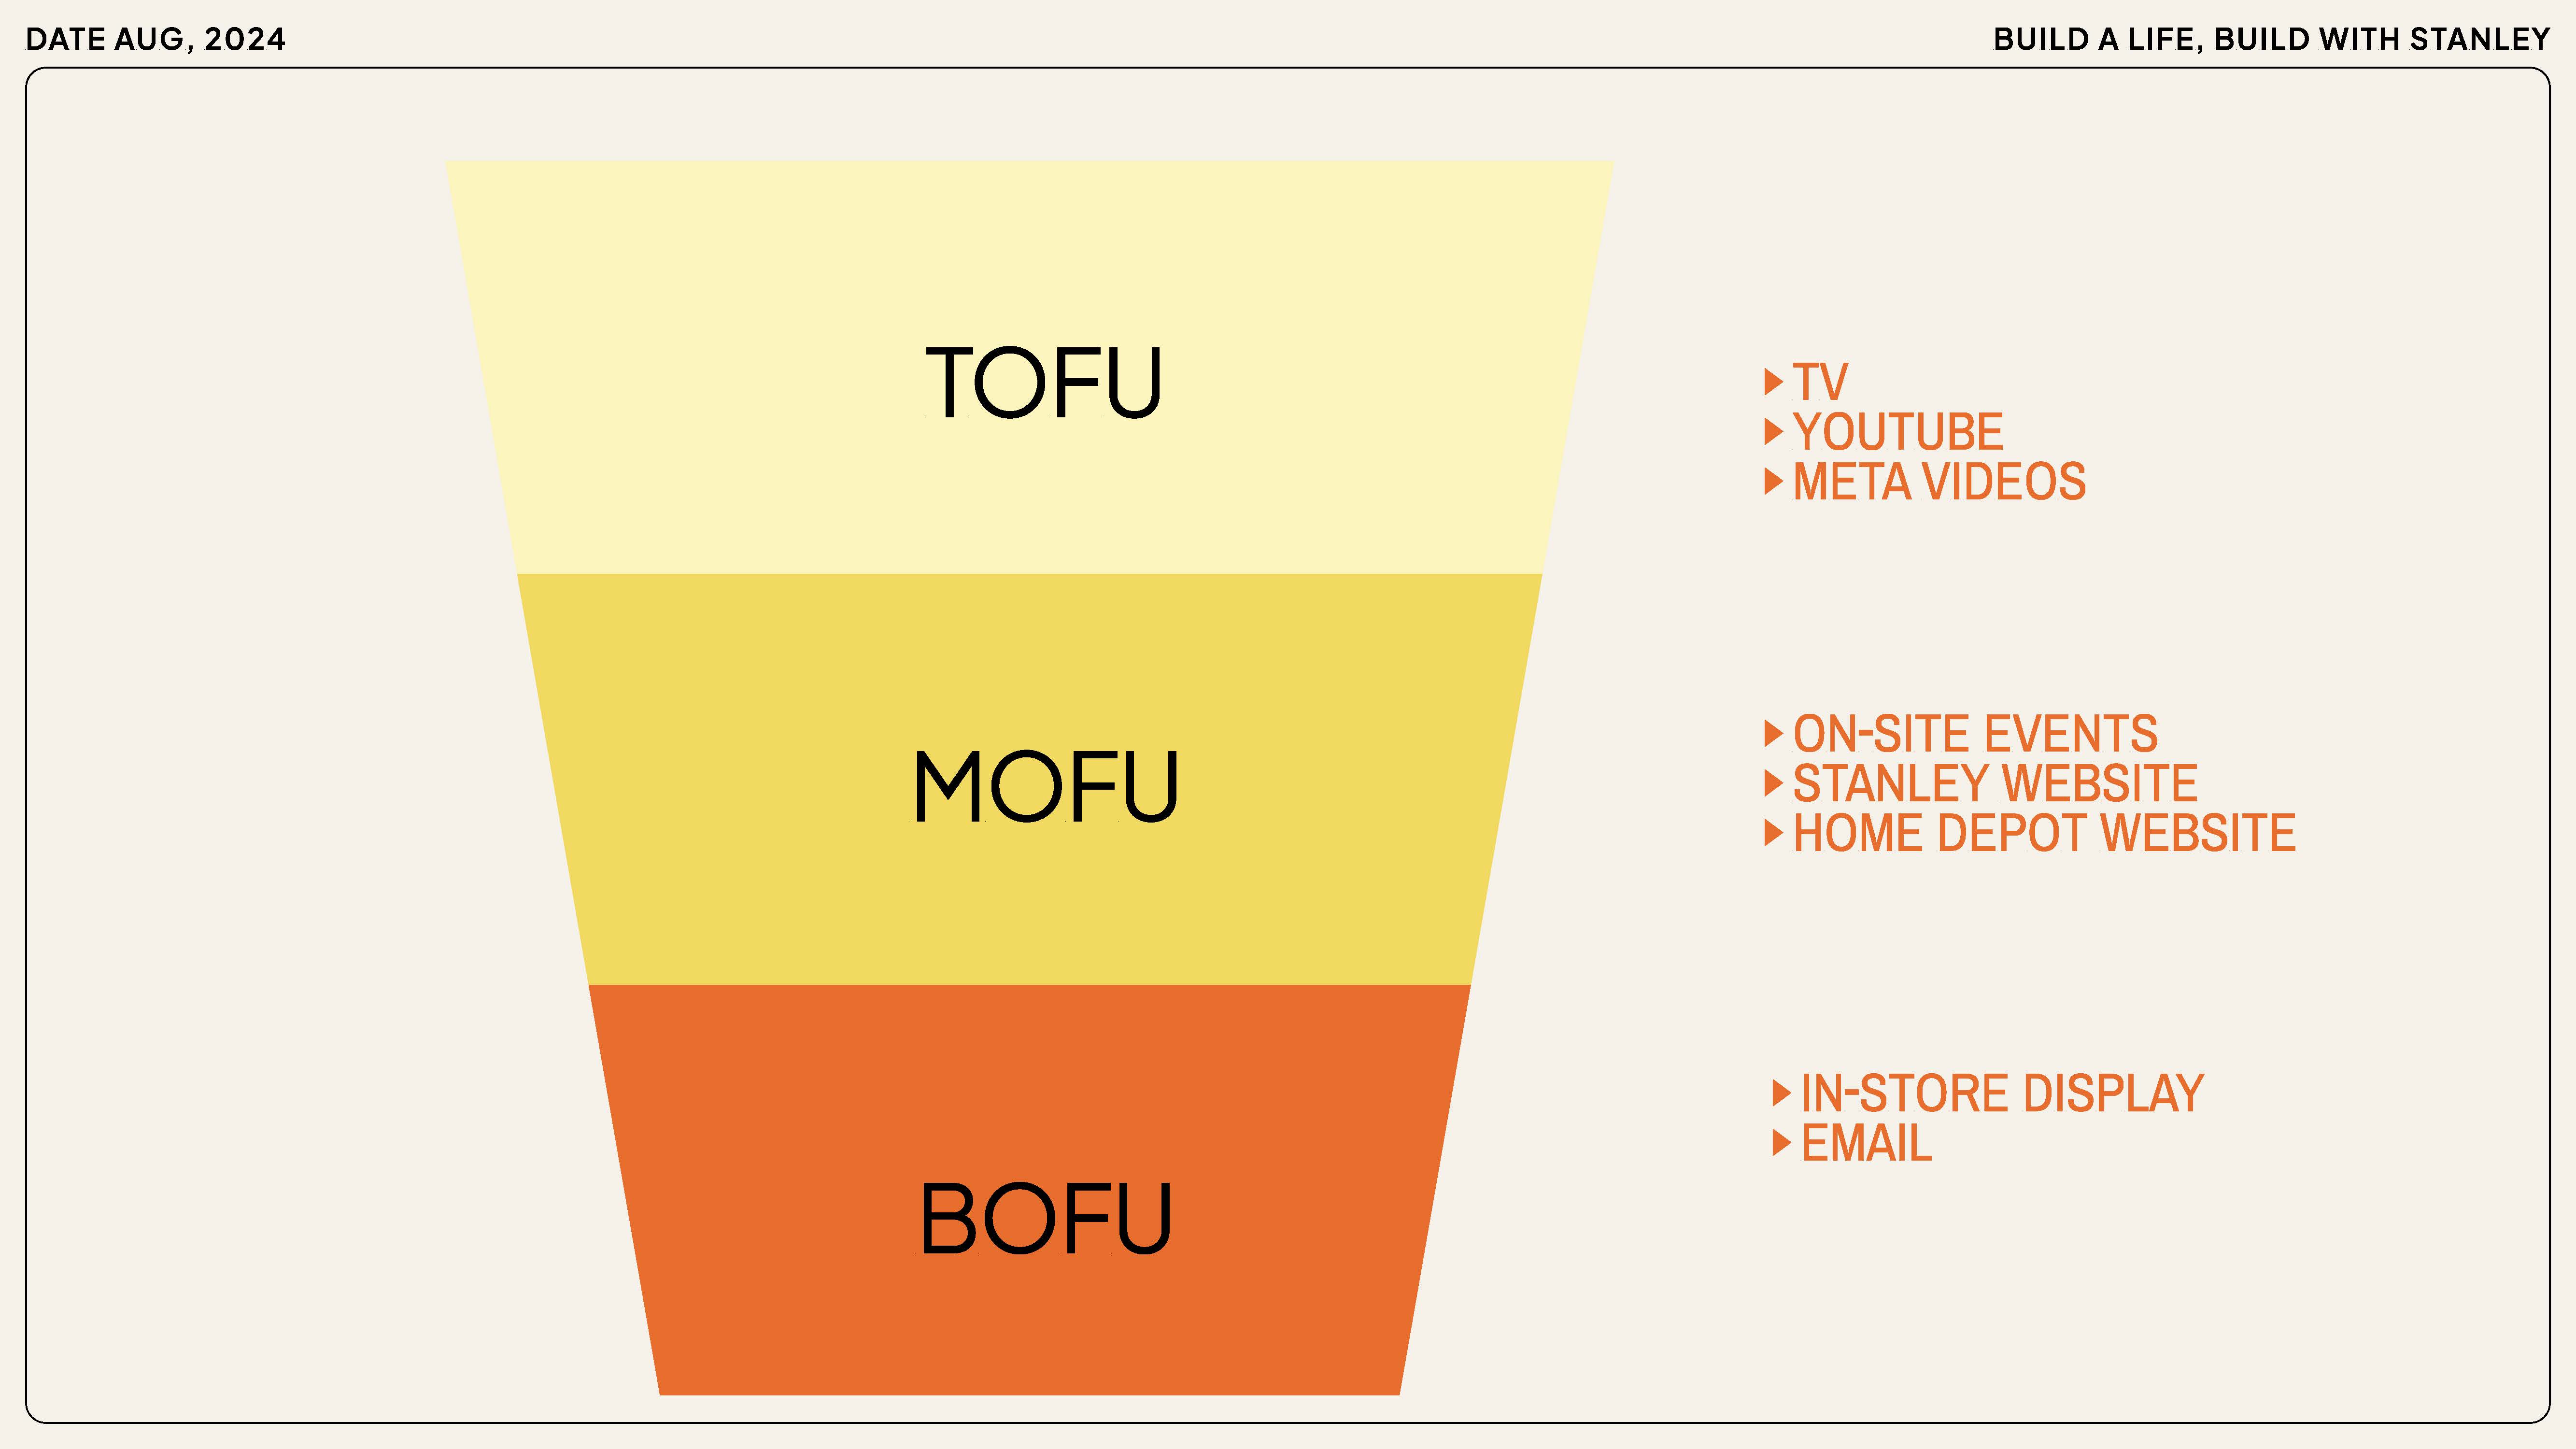 DATE AUG, 2024
BUILD A LIFE, BUILD WITH STANLEY
TOFU
TV
YOUTUBE
META VIDEOS
MOFU
ON-SITE EVENTS
STANLEY WEBSITE
HOME DEPOT WEBSITE
BOFU
IN-STORE DISPLAY
EMAIL